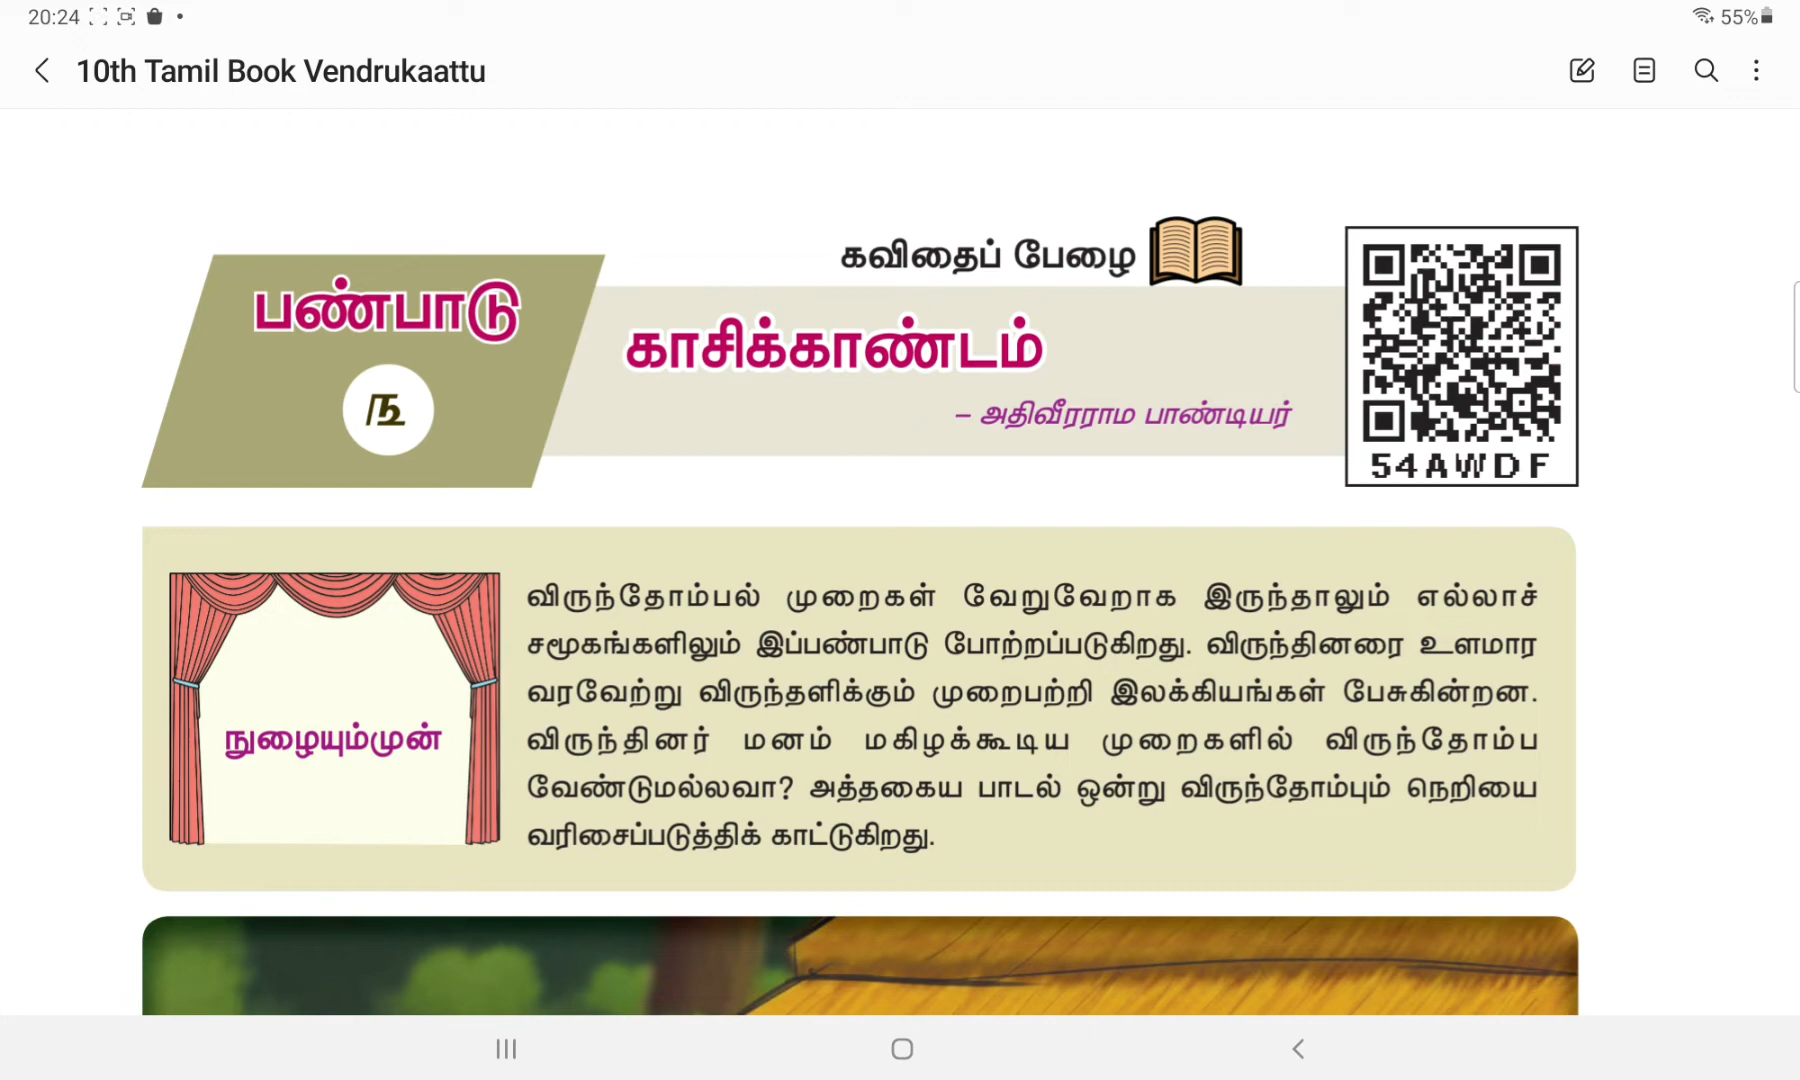 20:24
55%
10th Tamil Book Vendrukaattu
கவிதைப் பேழை
பண்பாடு
௩
காசிக்காண்டம்
– அதிவீரராம பாண்டியர்
54AWDF
நுழையும்முன்
விருந்தோம்பல் முறைகள் வேறுவேறாக இருந்தாலும் எல்லாச்
சமூகங்களிலும் இப்பண்பாடு போற்றப்படுகிறது. விருந்தினரை உளமார
வரவேற்று விருந்தளிக்கும் முறைபற்றி இலக்கியங்கள் பேசுகின்றன.
விருந்தினர் மனம் மகிழக்கூடிய முறைகளில் விருந்தோம்ப
வேண்டுமல்லவா? அத்தகைய பாடல் ஒன்று விருந்தோம்பும் நெறியை
வரிசைப்படுத்திக் காட்டுகிறது.